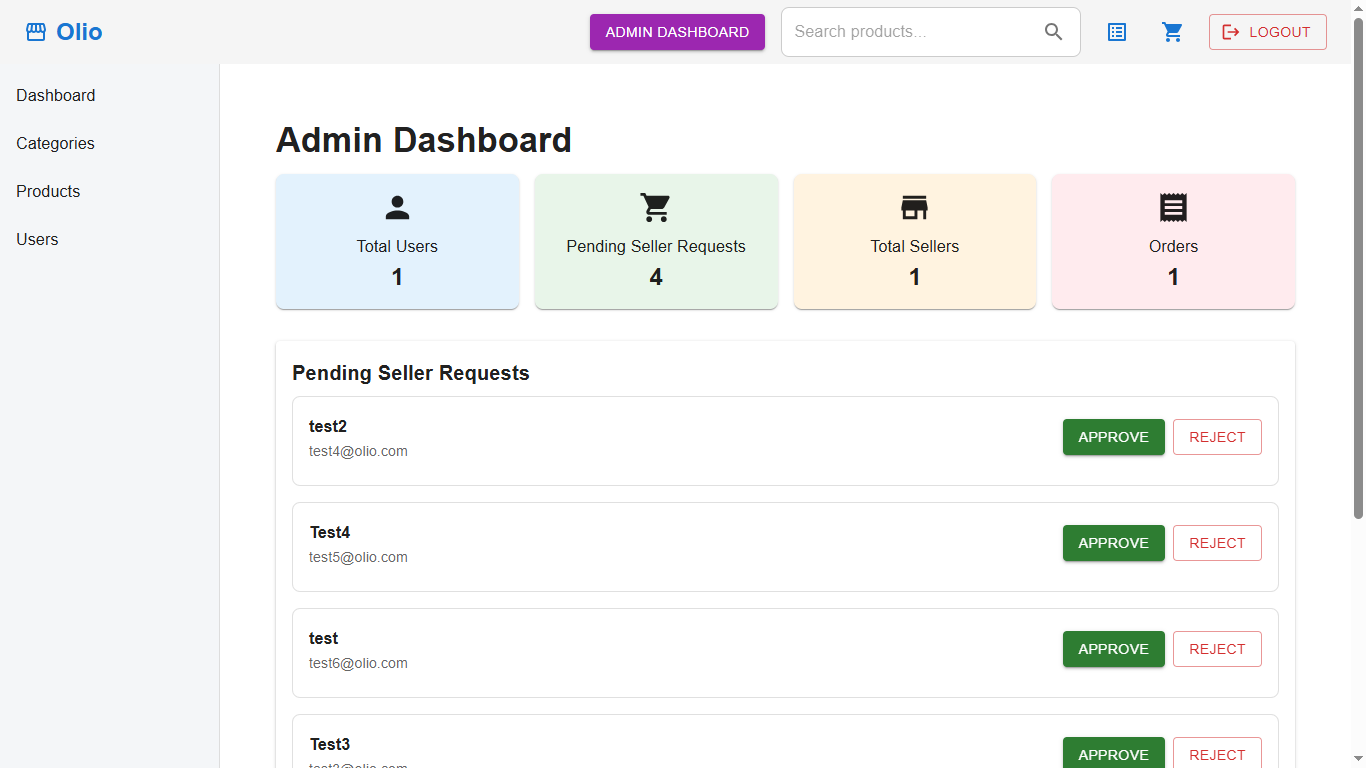 Olio
ADMIN DASHBOARD
Search products...
LOGOUT
Dashboard
Categories
Products
Users
Admin Dashboard
Total Users
1
Pending Seller Requests
4
Total Sellers
1
Orders
1
Pending Seller Requests
test2
test4@olio.com
APPROVE
REJECT
Test4
test5@olio.com
APPROVE
REJECT
test
test6@olio.com
APPROVE
REJECT
Test3
APPROVE
REJECT